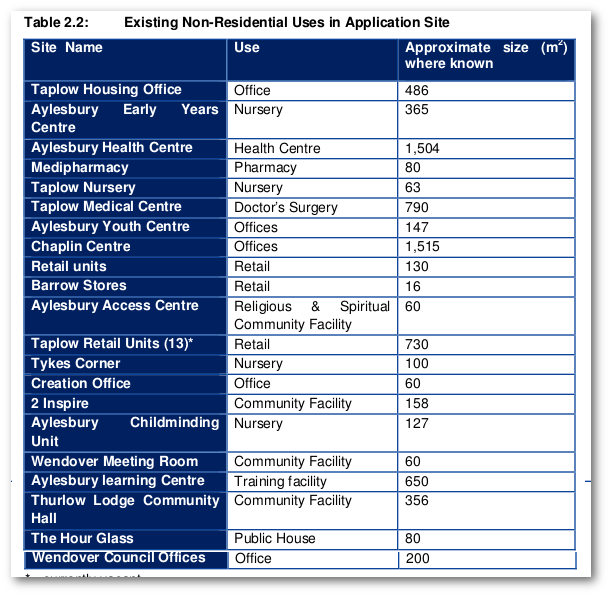 Table 2.2: Existing Non-Residential Uses in Application Site
Site Name Use Approximate size (m²)
where known
Taplow Housing Office Office 486
Aylesbury Early Years Nursery 365
Centre
Aylesbury Health Centre Health Centre 1,504
Medipharmacy Pharmacy 80
Taplow Nursery Nursery 63
Taplow Medical Centre Doctor's Surgery 790
Aylesbury Youth Centre Offices 147
Chaplin Centre Offices 1,515
Retail units Retail 130
Barrow Stores Retail 16
Aylesbury Access Centre Religious & Spiritual 60
Community Facility
Taplow Retail Units (13)* Retail 730
Tykes Corner Nursery 100
Creation Office Office 60
2 Inspire Community Facility 158
Aylesbury Childminding Nursery 127
Unit
Wendover Meeting Room Community Facility 60
Aylesbury learning Centre Training facility 650
Thurlow Lodge Community Community Facility 356
Hall
The Hour Glass Public House 80
Wendover Council Offices Office 200